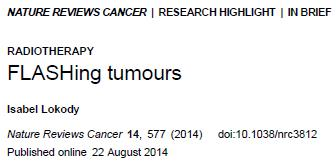 NATURE REVIEWS CANCER | RESEARCH HIGHLIGHT | IN BRIEF
RADIOTHERAPY
FLASHing tumours
Isabel Lokody
Nature Reviews Cancer 14, 577 (2014) doi:10.1038/nrc3812
Published online 22 August 2014